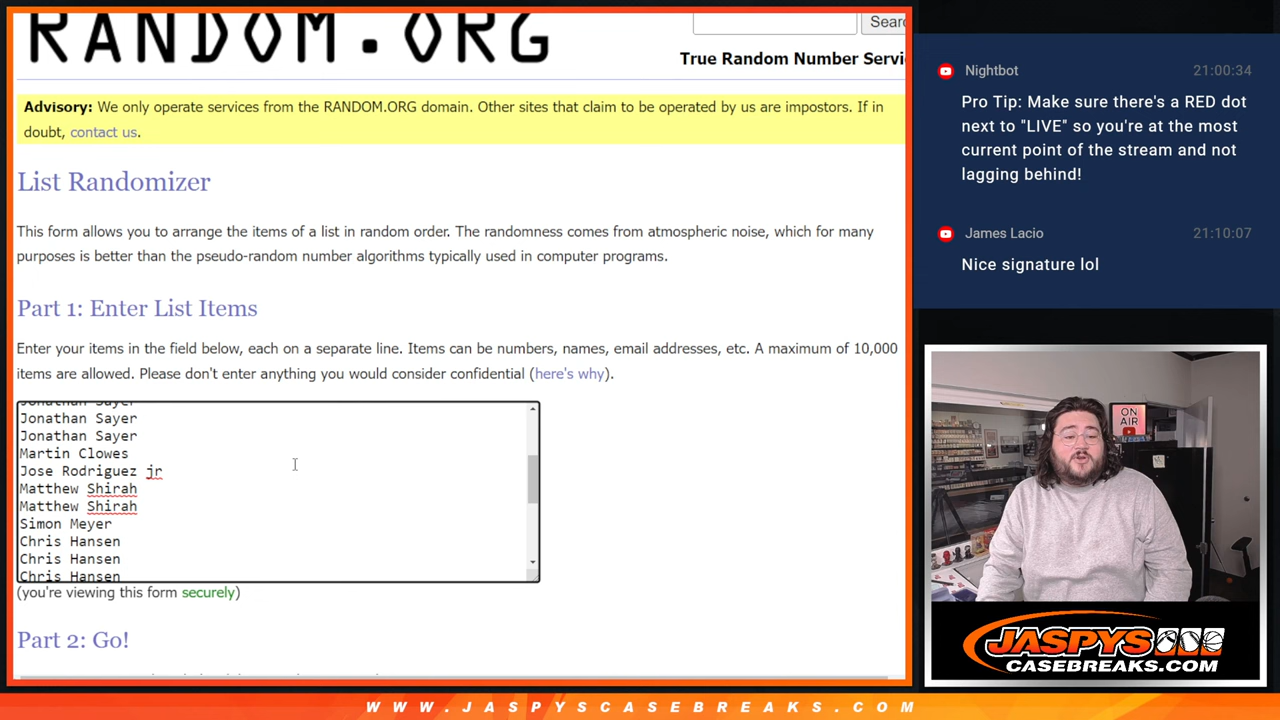 RANDOM.ORG
Sear
True Random Number Servi
Advisory: We only operate services from the RANDOM.ORG domain. Other sites that claim to be operated by us are impostors. If in
doubt, contact us.
List Randomizer
This form allows you to arrange the items of a list in random order. The randomness comes from atmospheric noise, which for many
purposes is better than the pseudo-random number algorithms typically used in computer programs.
Part 1: Enter List Items
Enter your items in the field below, each on a separate line. Items can be numbers, names, email addresses, etc. A maximum of 10,000
items are allowed. Please don't enter anything you would consider confidential (here's why).
Jonathan Sayer
Jonathan Sayer
Jonathan Sayer
Martin Clowes
Jose Rodriguez jr
Matthew Shirah
Matthew Shirah
Simon Meyer
Chris Hansen
Chris Hansen
Chris Hansen
(you're viewing this form securely)
Part 2: Go!
Nightbot 21:00:34
Pro Tip: Make sure there's a RED dot
next to "LIVE" so you're at the most
current point of the stream and not
lagging behind!
James Lacio 21:10:07
Nice signature lol
ON
AIR
JASPYS
CASEBREAKS.COM
WWW.JASPYSCASEBREAKS.COM